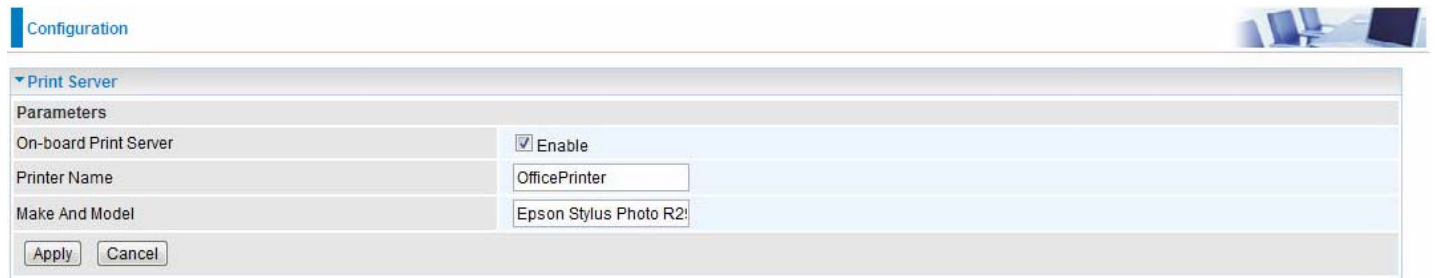 Configuration
Print Server
Parameters
On-board Print Server Enable
Printer Name OfficePrinter
Make And Model Epson Stylus Photo
Apply Cancel